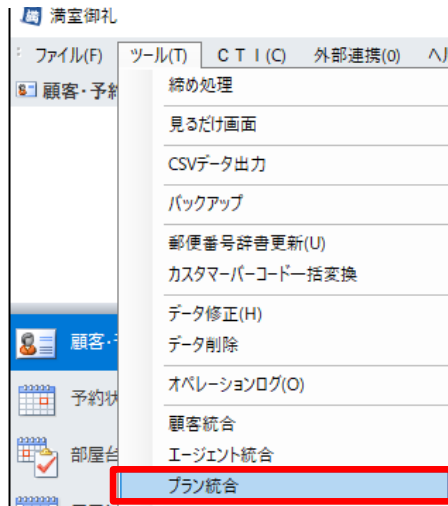 満室御礼
ファイル(F) ツール(T) CTI(C) 外部連携(O) ヘル
顧客・予約
締め処理
見るだけ画面
CSVデータ出力
バックアップ
郵便番号辞書更新(U)
カスタマーバーコード一括変換
データ修正(H)
データ削除
オペレーションログ(O)
顧客統合
エージェント統合
プラン統合
顧客・
予約状
部屋台